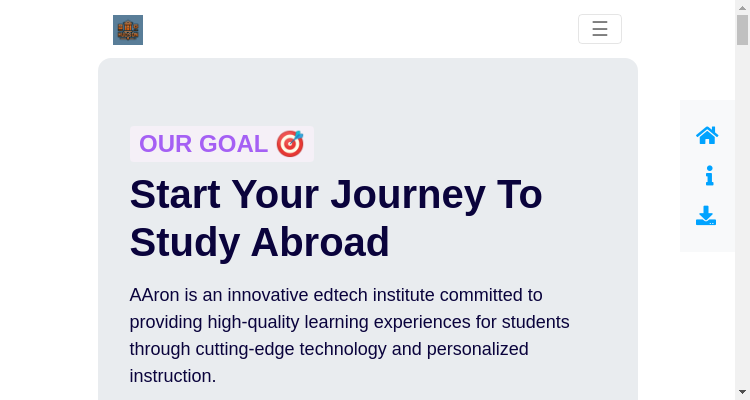 OUR GOAL 🎯
Start Your Journey To
Study Abroad
AAron is an innovative edtech institute committed to
providing high-quality learning experiences for students
through cutting-edge technology and personalized
instruction.